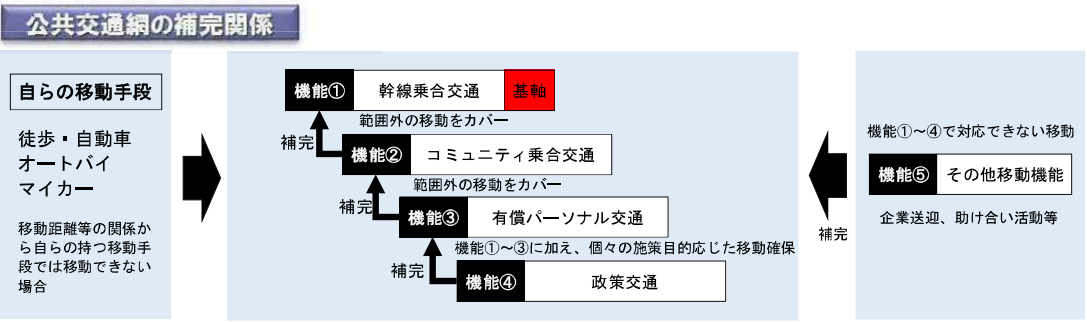 公共交通網の補完関係
自らの移動手段
徒歩・自動車
オートバイ
マイカー
移動距離等の関係か
ら自らの持つ移動手
段では移動できない
場合
機能① 幹線乗合交通 基軸
範囲外の移動をカバー
補完
機能② コミュニティ乗合交通
範囲外の移動をカバー
補完
機能③ 有償パーソナル交通
機能①～③に加え、個々の施策目的応じた移動確保
補完
機能④ 政策交通
機能①～④で対応できない移動
機能⑤ その他移動機能
企業送迎、助け合い活動等
補完